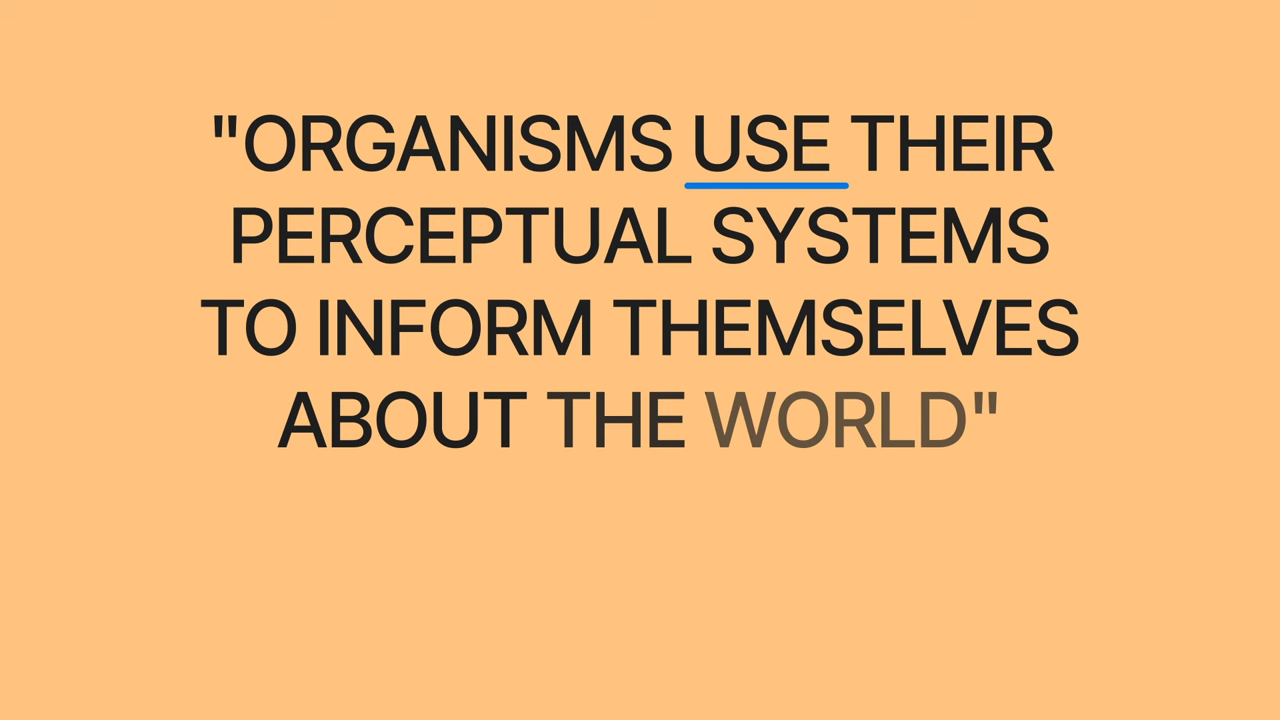 "ORGANISMS USE THEIR
PERCEPTUAL SYSTEMS
TO INFORM THEMSELVES
ABOUT THE WORLD"